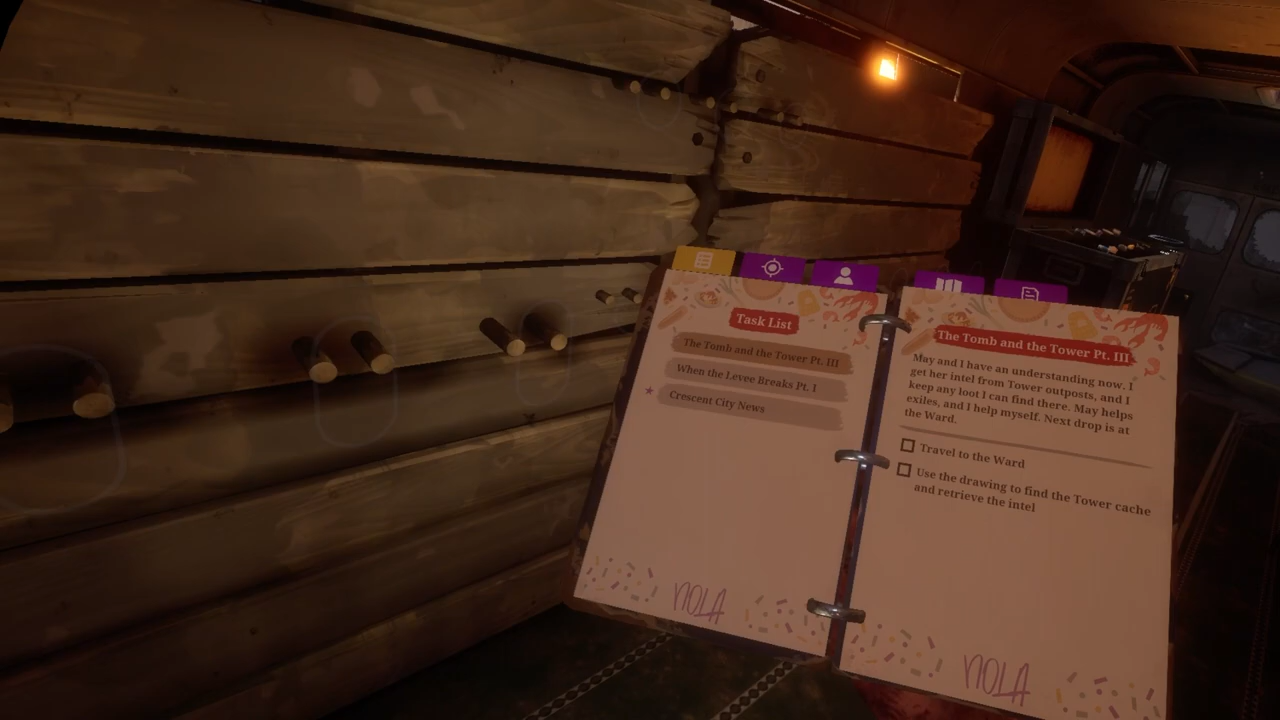 Task List
The Tomb and the Tower Pt. III
When the Levee Breaks Pt. I
Crescent City News
NOLA
The Tomb and the Tower Pt. III
May and I have an understanding now. I
get her intel from Tower outposts, and I
keep any loot I can find there. May helps
exiles, and I help myself. Next drop is at
the Ward.
Travel to the Ward
Use the drawing to find the Tower cache
and retrieve the intel
NOLA